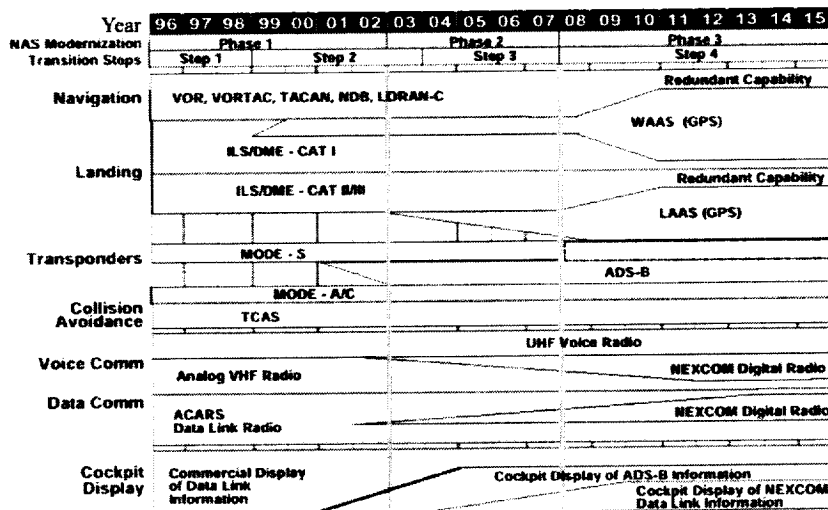 Year 96 97 98 99 00 01 02 03 04 05 06 07 08 09 10 11 12 13 14 15
NAS Modernization Phase 1 Phase 2 Phase 3
Transition Steps Step 1 Step 2 Step 3 Step 4
Redundant Capability
Navigation VOR, VORTAC, TACAN, NDB, LORAN-C
WAAS (GPS)
ILS/DME - CAT I
Landing
Redundant Capability
ILS/DME - CAT II/III
LAAS (GPS)
Transponders MODE - S
ADS-B
MODE - A/C
Collision
Avoidance TCAS
UHF Voice Radio
Voice Comm Analog VHF Radio NEXCOM Digital Radio
Data Comm
ACARS NEXCOM Digital Radio
Data Link Radio
Cockpit Commercial Display Cockpit Display of ADS-B Information
Display of Data Link Cockpit Display of NEXCOM
Information Data Link Information